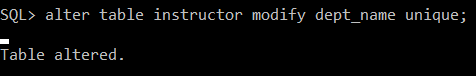 SQL> alter table instructor modify dept_name unique;
Table altered.